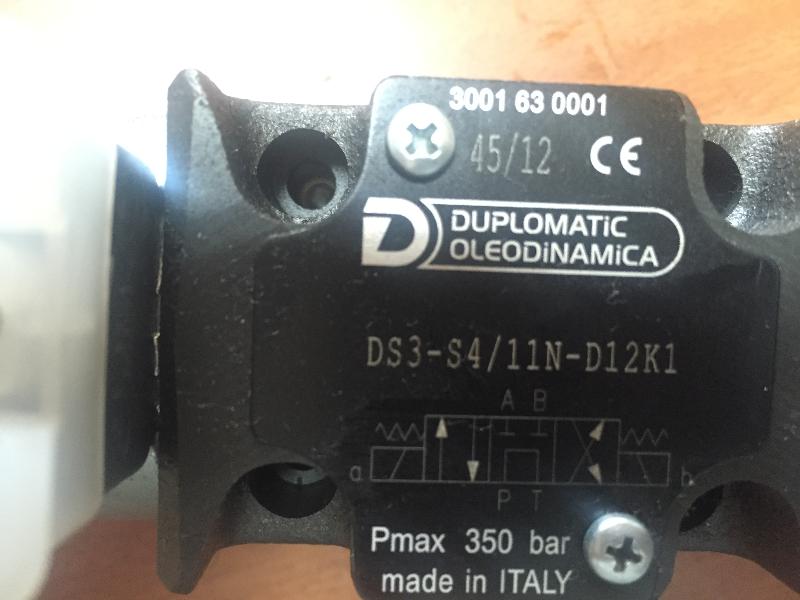 3001 63 0001
45/12 CE
D DUPLOMATiC
OLEODiNAMiCA
DS3-S4/11N-D12K1
A B
a b
P T
Pmax 350 bar
made in ITALY